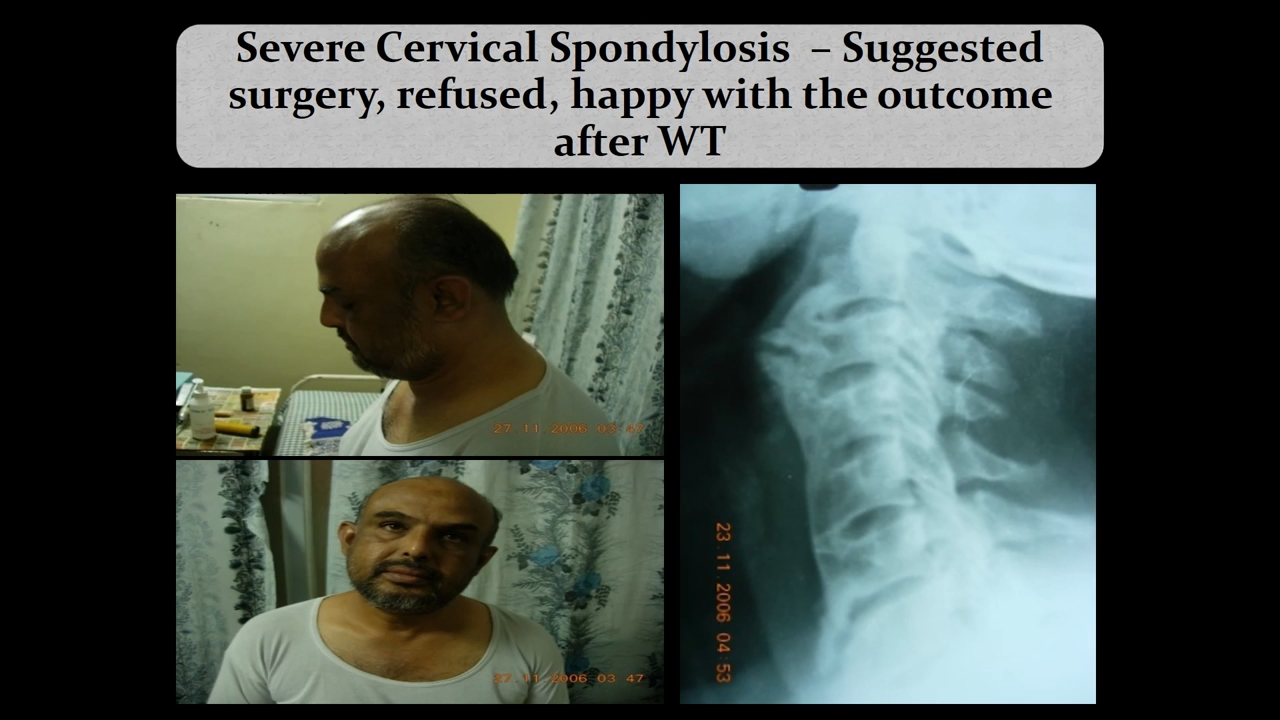 Severe Cervical Spondylosis – Suggested
surgery, refused, happy with the outcome
after WT
27 11 2006 03
27 11 2006 03 47
23 11 2006 04 53